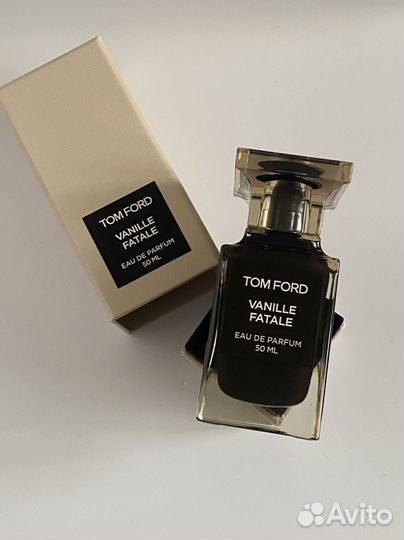 TOM FORD
VANILLE
FATALE
EAU DE PARFUM
50 ML
TOM FORD
VANILLE
FATALE
EAU DE PARFUM
50 ML
Avito